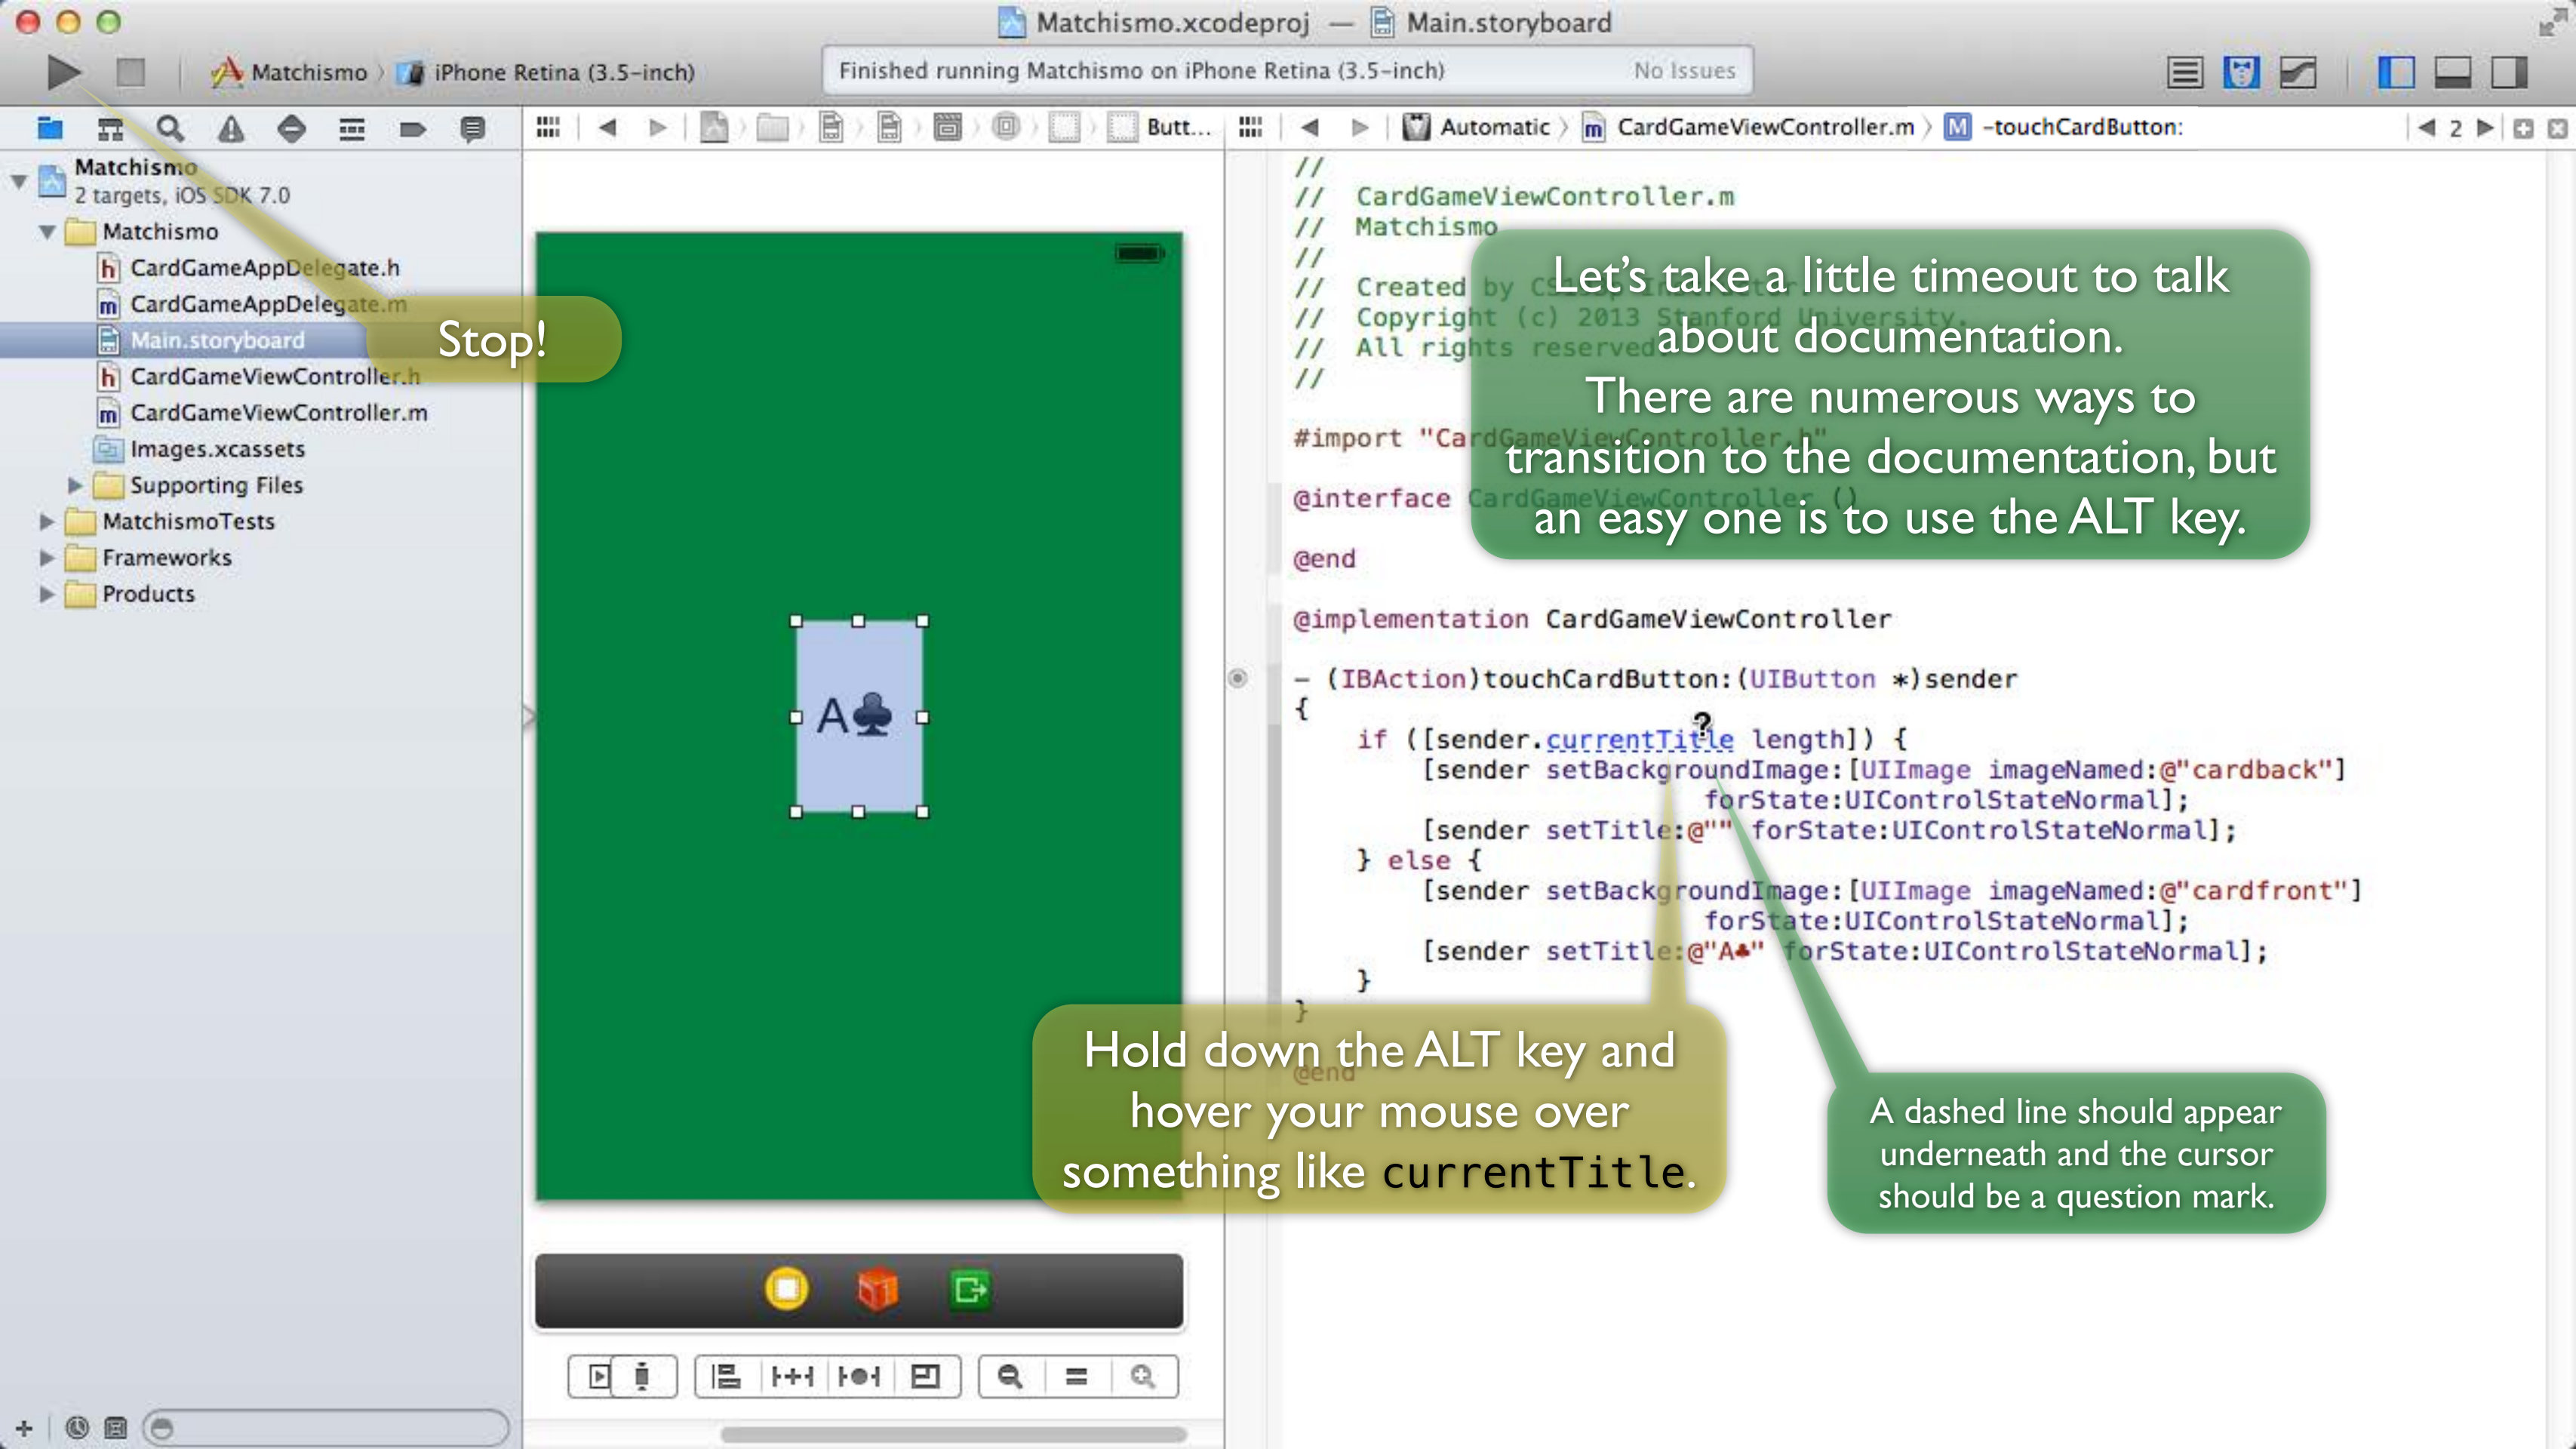 Matchismo.xcodeproj — Main.storyboard
Matchismo
iPhone Retina (3.5-inch)
Finished running Matchismo on iPhone Retina (3.5-inch)
No Issues
Butt...
Automatic
CardGameViewController.m
M
-touchCardButton:
2
Matchismo
2 targets, iOS SDK 7.0
Matchismo
h CardGameAppDelegate.h
m CardGameAppDelegate.m
Main.storyboard
h CardGameViewController.h
m CardGameViewController.m
Images.xcassets
Supporting Files
MatchismoTests
Frameworks
Products
Stop!
A♣
//
// CardGameViewController.m
// Matchismo
//
// Created by
// Copyright (c) 2013 Stanford University.
// All rights reserved.
//
#import "CardGameViewController.h"
@interface CardGameViewController ()
@end
@implementation CardGameViewController
- (IBAction)touchCardButton:(UIButton *)sender
{
if ([sender.currentTitle length]) {
[sender setBackgroundImage:[UIImage imageNamed:@"cardback"]
forState:UIControlStateNormal];
[sender setTitle:@"" forState:UIControlStateNormal];
} else {
[sender setBackgroundImage:[UIImage imageNamed:@"cardfront"]
forState:UIControlStateNormal];
[sender setTitle:@"A♣" forState:UIControlStateNormal];
}
}
@end
Let's take a little timeout to talk
about documentation.
There are numerous ways to
transition to the documentation, but
an easy one is to use the ALT key.
Hold down the ALT key and
hover your mouse over
something like currentTitle.
A dashed line should appear
underneath and the cursor
should be a question mark.